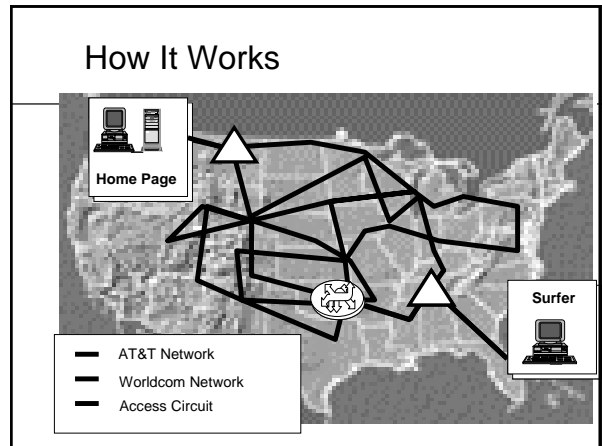 How It Works
Home Page
Surfer
AT&T Network
Worldcom Network
Access Circuit